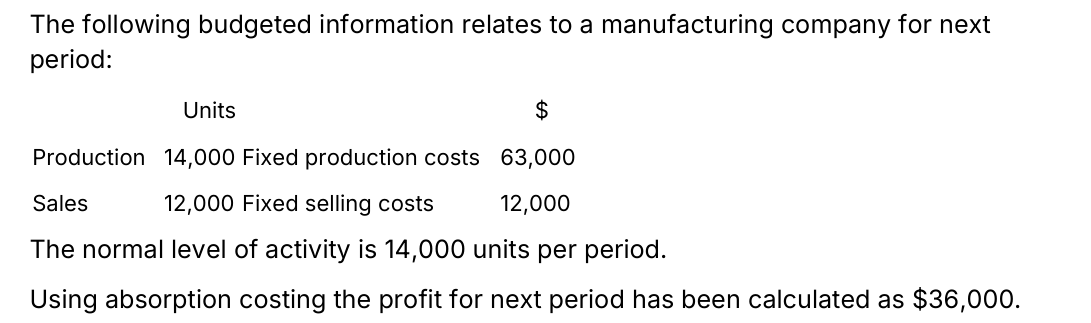 The following budgeted information relates to a manufacturing company for next
period:
Units $
Production 14,000 Fixed production costs 63,000
Sales 12,000 Fixed selling costs 12,000
The normal level of activity is 14,000 units per period.
Using absorption costing the profit for next period has been calculated as $36,000.